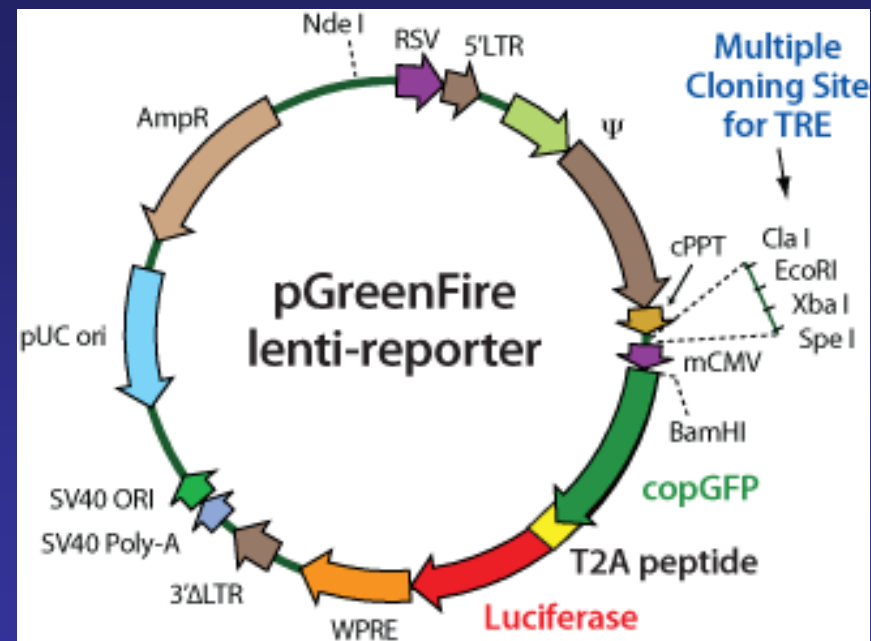 Nde I
RSV
5'LTR
Multiple
Cloning Site
for TRE
AmpR
Ψ
cPPT
Cla I
EcoRI
Xba I
Spe I
pGreenFire
lenti-reporter
pUC ori
mCMV
BamHI
copGFP
SV40 ORI
SV40 Poly-A
T2A peptide
3'ΔLTR
Luciferase
WPRE